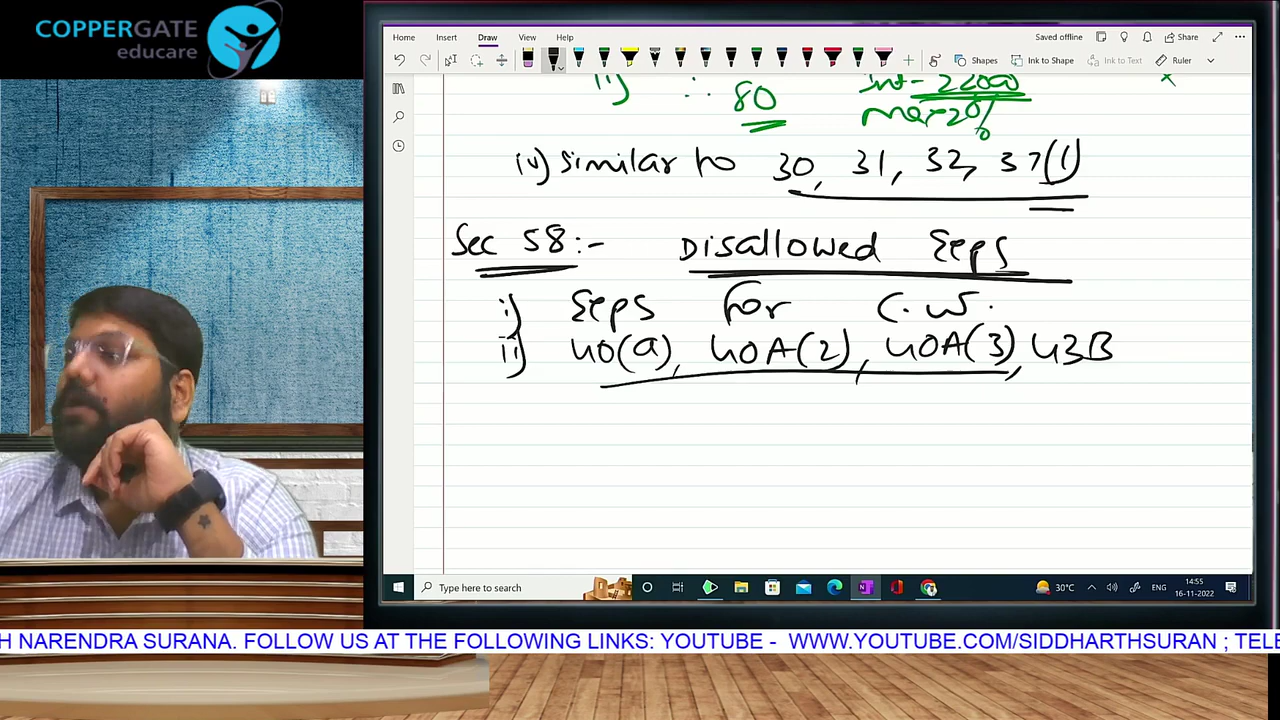 COPPERGATE
educare
Saved offline
Share
Home Insert Draw View Help
Shapes Ink to Shape Ink to Text Ruler
ii) ∴ 80 Int - 22000
max 20%
x
iv) Similar to 30, 31, 32, 37(1)
Sec 58:- Disallowed Exps
i) Exps for C.W.
ii) 40(a), 40A(2), 40A(3), 43B
Type here to search
30°C
ENG
14:55
16-11-2022
H NARENDRA SURANA. FOLLOW US AT THE FOLLOWING LINKS: YOUTUBE - WWW.YOUTUBE.COM/SIDDHARTHSURAN ; TELE